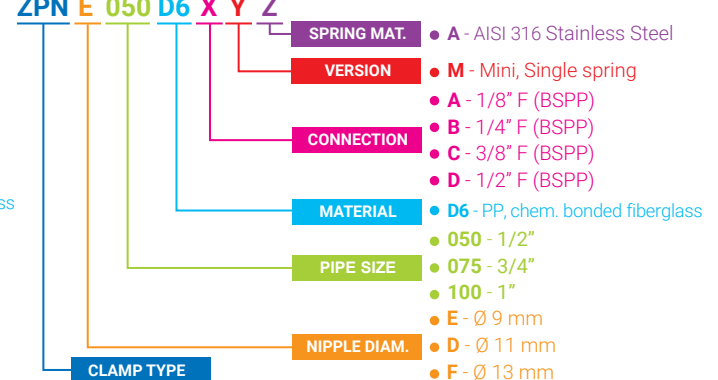 ZPN E 050 D6 X Y Z
SPRING MAT. • A - AISI 316 Stainless Steel
VERSION • M - Mini, Single spring
• A - 1/8” F (BSPP)
• B - 1/4” F (BSPP)
CONNECTION
• C - 3/8” F (BSPP)
• D - 1/2” F (BSPP)
ss
MATERIAL • D6 - PP, chem. bonded fiberglass
• 050 - 1/2”
PIPE SIZE • 075 - 3/4”
• 100 - 1”
• E - Ø 9 mm
NIPPLE DIAM. • D - Ø 11 mm
CLAMP TYPE • F - Ø 13 mm